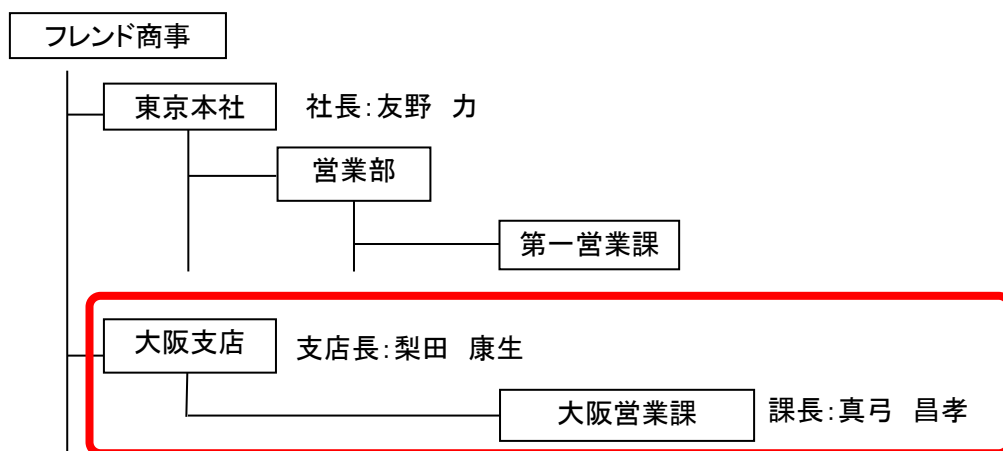 フレンド商事
東京本社 社長:友野 力
営業部
第一営業課
大阪支店 支店長:梨田 康生
大阪営業課 課長:真弓 昌孝